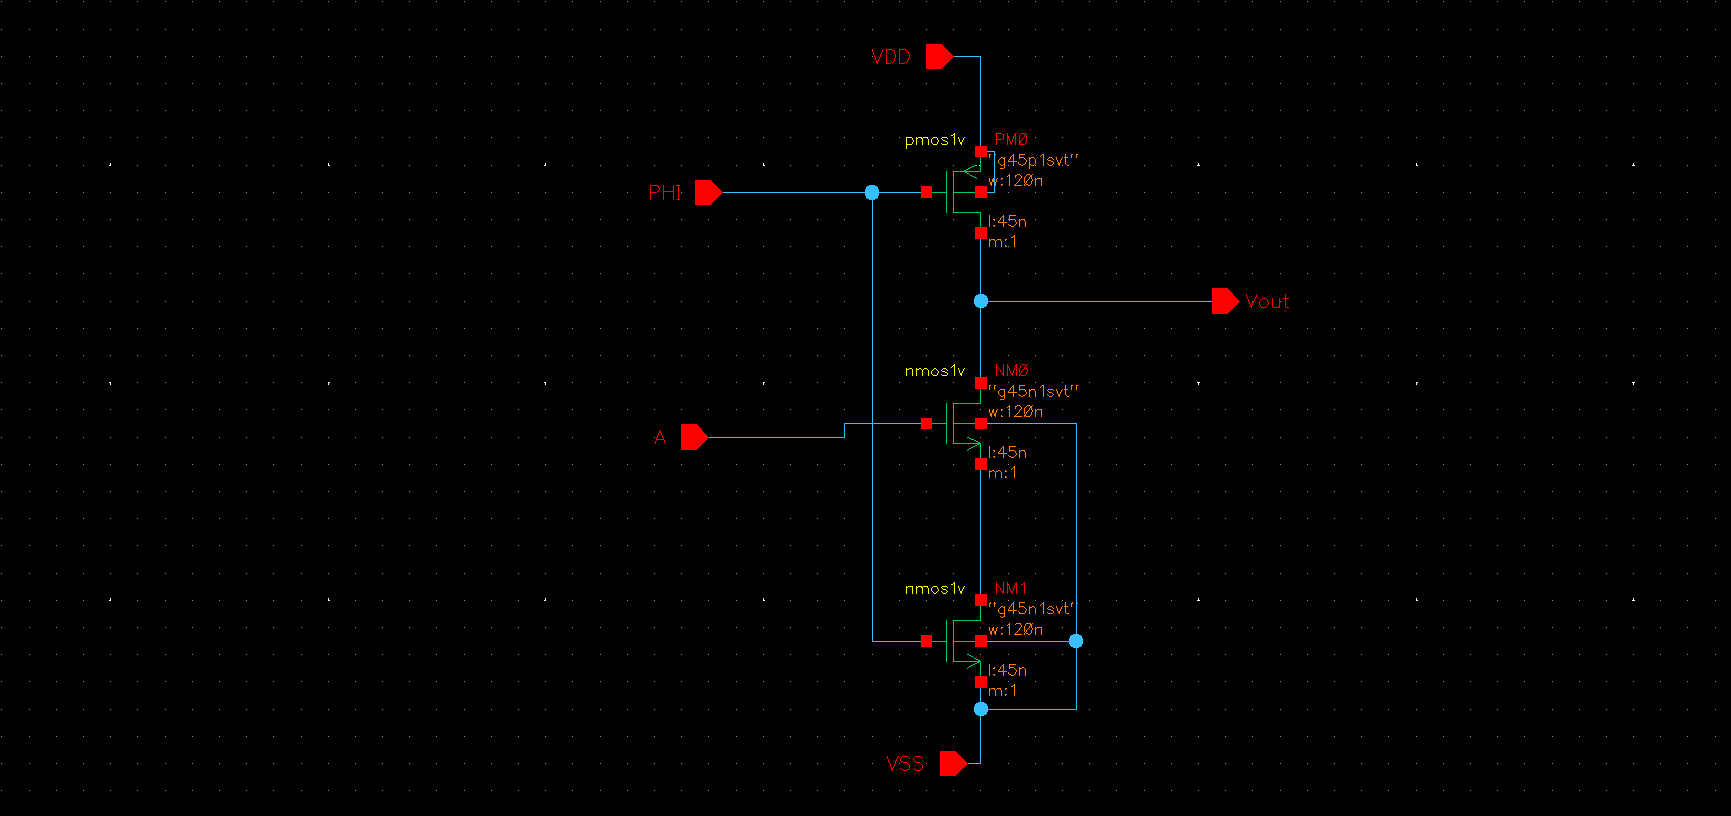 VDD
pmos1v
PM0
"g45p1svt"
w:120n
PHI
l:45n
m:1
Vout
nmos1v
NM0
"g45n1svt"
w:120n
A
l:45n
m:1
nmos1v
NM1
"g45n1svt"
w:120n
l:45n
m:1
VSS